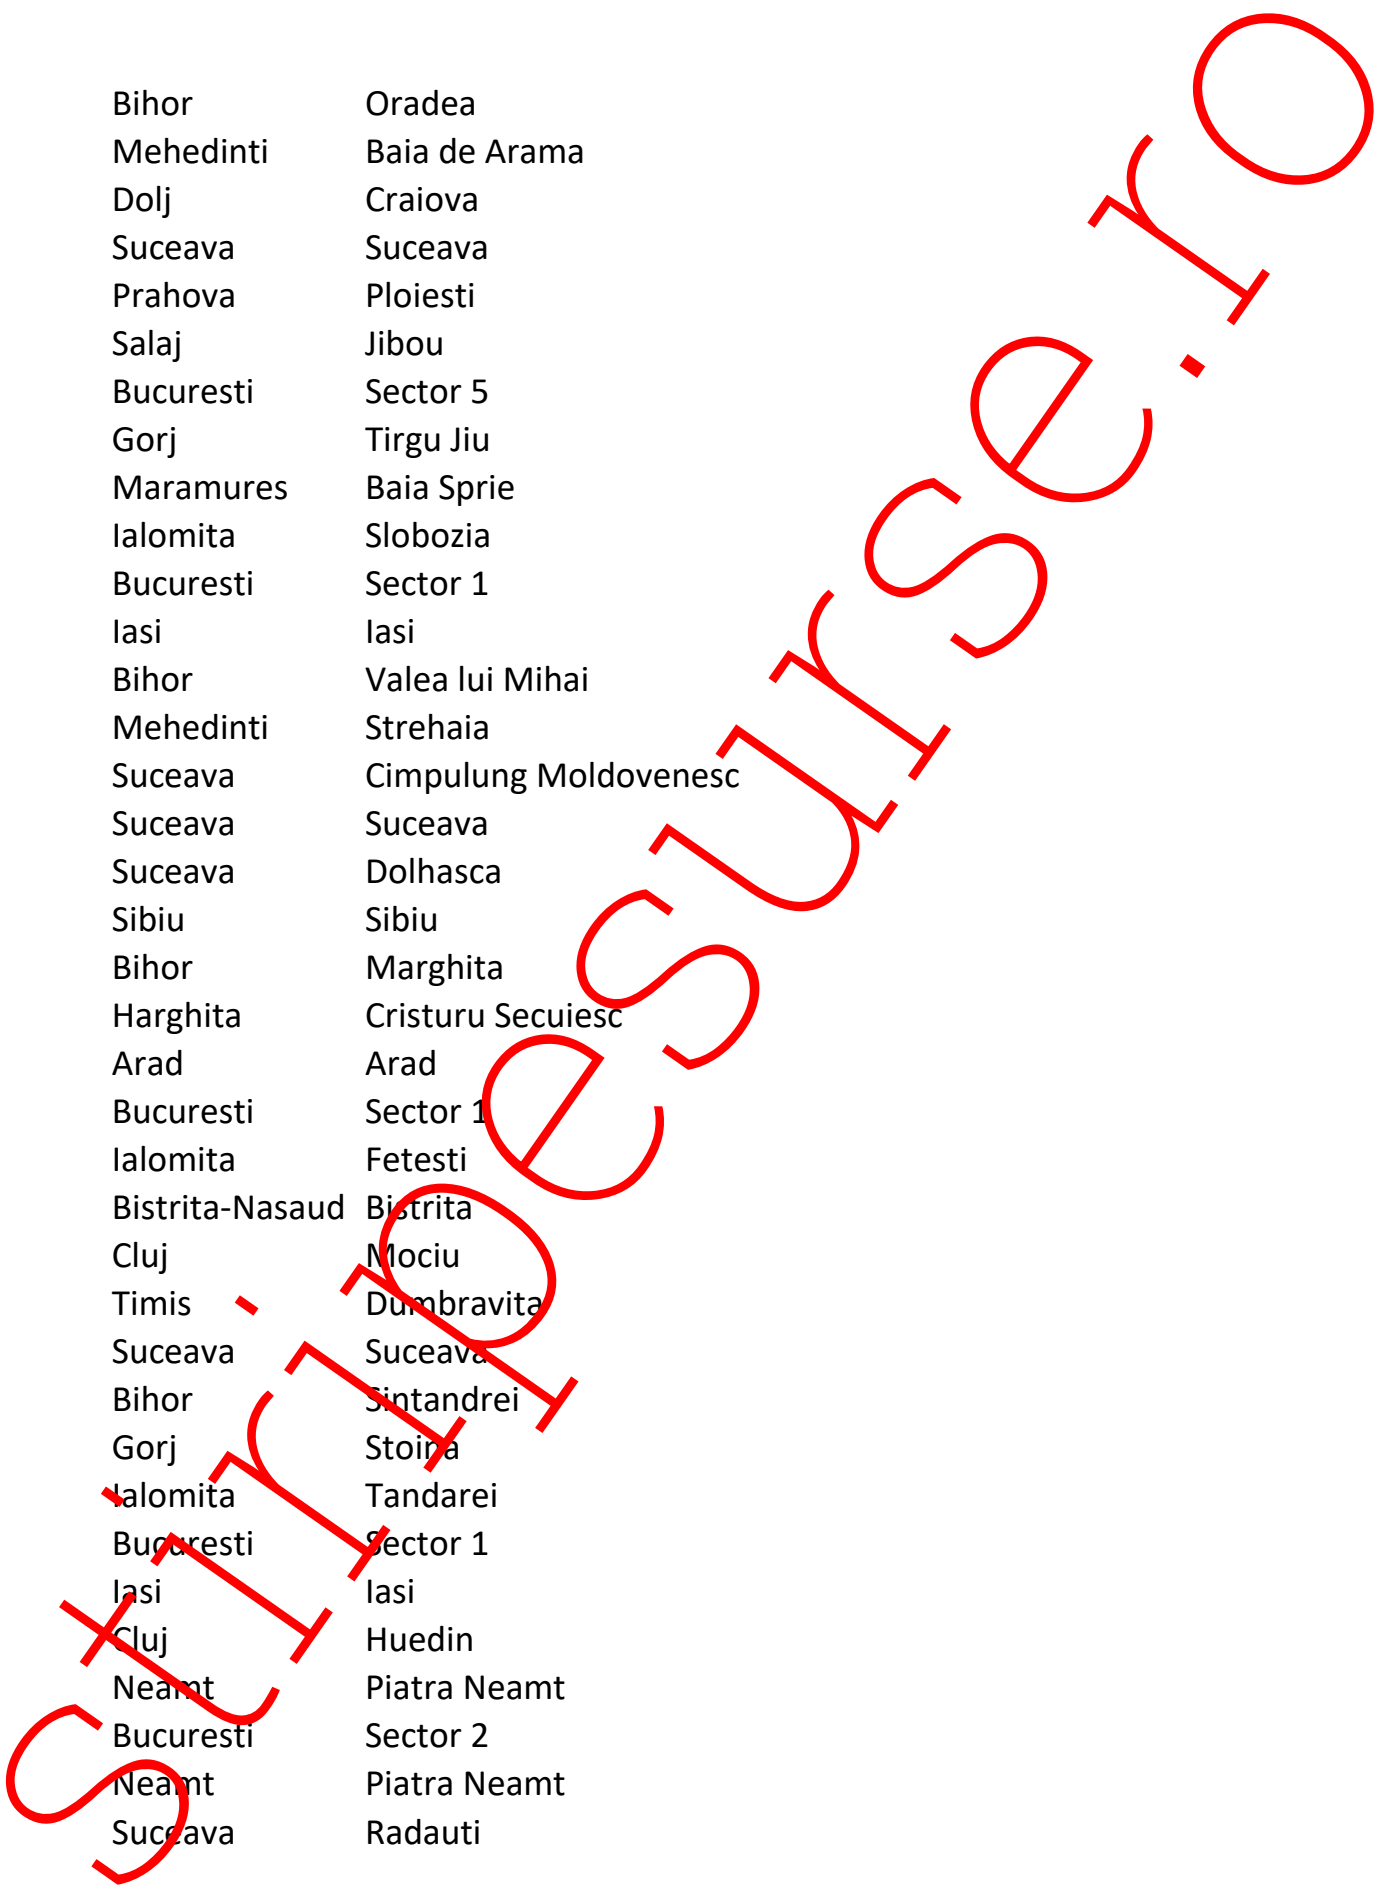 Bihor Oradea
Mehedinti Baia de Arama
Dolj Craiova
Suceava Suceava
Prahova Ploiesti
Salaj Jibou
Bucuresti Sector 5
Gorj Tirgu Jiu
Maramures Baia Sprie
Ialomita Slobozia
Bucuresti Sector 1
Iasi Iasi
Bihor Valea lui Mihai
Mehedinti Strehaia
Suceava Cimpulung Moldovenesc
Suceava Suceava
Suceava Dolhasca
Sibiu Sibiu
Bihor Marghita
Harghita Cristuru Secuiesc
Arad Arad
Bucuresti Sector 1
Ialomita Fetesti
Bistrita-Nasaud Bistrita
Cluj Mociu
Timis Dumbravita
Suceava Suceava
Bihor Sintandrei
Gorj Stoina
Ialomita Tandarei
Bucuresti Sector 1
Iasi Iasi
Cluj Huedin
Neamt Piatra Neamt
Bucuresti Sector 2
Neamt Piatra Neamt
Suceava Radauti
stiripesurse.ro